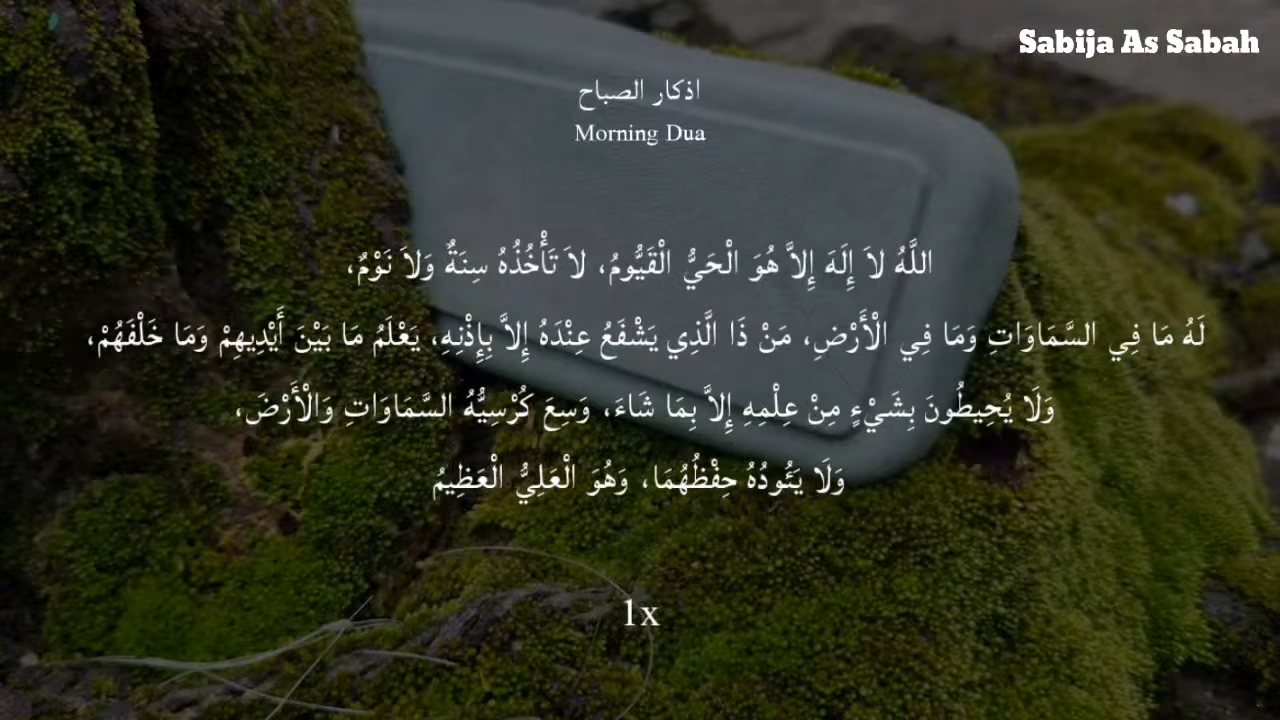 Sabija As Sabah
اذكار الصباح
Morning Dua
اللَّهُ لاَ إِلَهَ إِلاَّ هُوَ الْحَيُّ الْقَيُّومُ، لاَ تَأْخُذُهُ سِنَةٌ وَلاَ نَوْمٌ،
لَهُ مَا فِي السَّمَاوَاتِ وَمَا فِي الْأَرْضِ، مَنْ ذَا الَّذِي يَشْفَعُ عِنْدَهُ إِلاَّ بِإِذْنِهِ، يَعْلَمُ مَا بَيْنَ أَيْدِيهِمْ وَمَا خَلْفَهُمْ،
وَلَا يُحِيطُونَ بِشَيْءٍ مِنْ عِلْمِهِ إِلاَّ بِمَا شَاءَ، وَسِعَ كُرْسِيُّهُ السَّمَاوَاتِ وَالْأَرْضَ،
وَلَا يَئُودُهُ حِفْظُهُمَا، وَهُوَ الْعَلِيُّ الْعَظِيمُ
1x